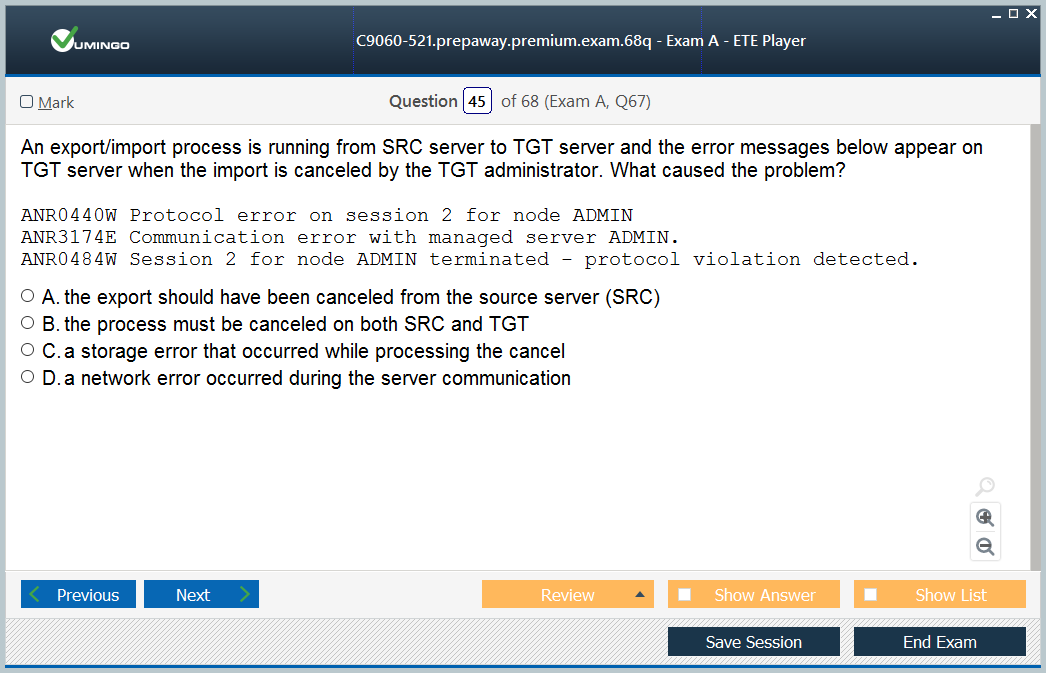 VUMINGO
C9060-521.prepaway.premium.exam.68q - Exam A - ETE Player
Mark
Question 45 of 68 (Exam A, Q67)
An export/import process is running from SRC server to TGT server and the error messages below appear on
TGT server when the import is canceled by the TGT administrator. What caused the problem?
ANR0440W Protocol error on session 2 for node ADMIN
ANR3174E Communication error with managed server ADMIN.
ANR0484W Session 2 for node ADMIN terminated - protocol violation detected.
A. the export should have been canceled from the source server (SRC)
B. the process must be canceled on both SRC and TGT
C. a storage error that occurred while processing the cancel
D. a network error occurred during the server communication
Previous
Next
Review
Show Answer
Show List
Save Session
End Exam